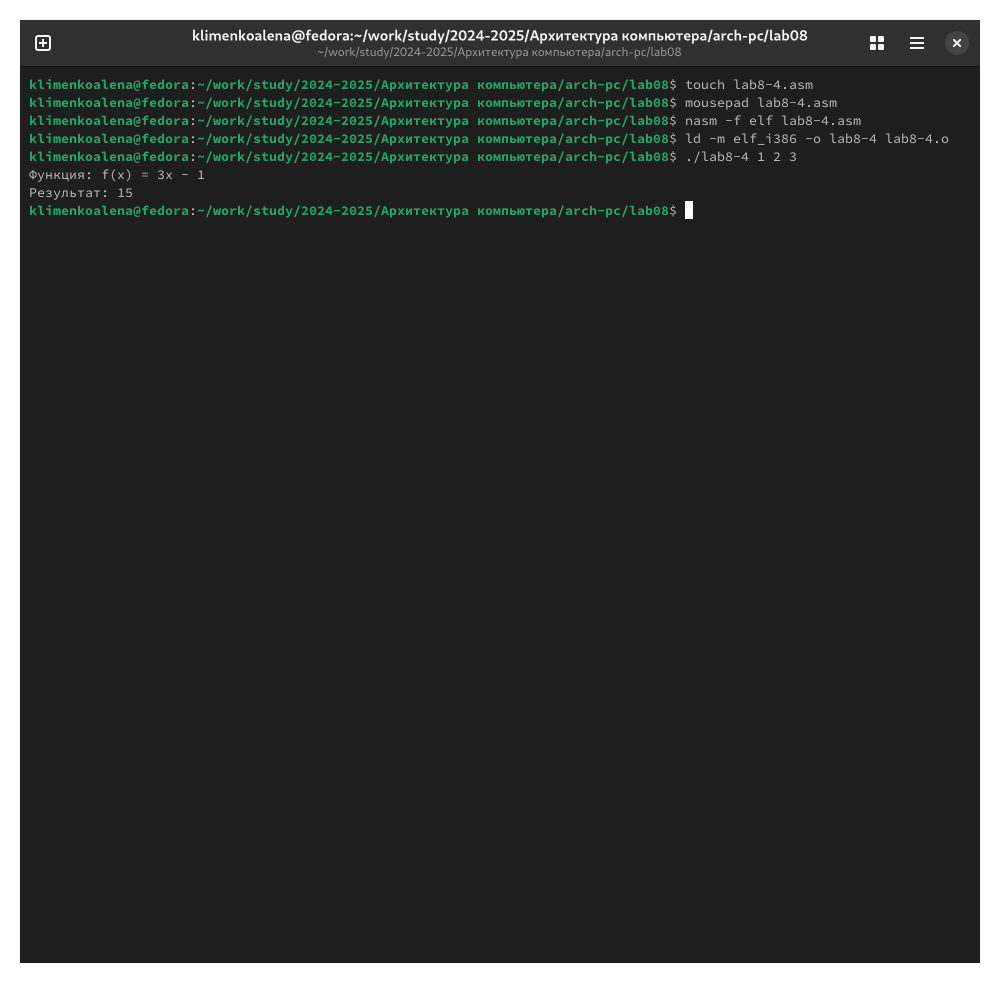 klimenkoalena@fedora:~/work/study/2024-2025/Архитектура компьютера/arch-pc/lab08
~/work/study/2024-2025/Архитектура компьютера/arch-pc/lab08
klimenkoalena@fedora:~/work/study/2024-2025/Архитектура компьютера/arch-pc/lab08$ touch lab8-4.asm
klimenkoalena@fedora:~/work/study/2024-2025/Архитектура компьютера/arch-pc/lab08$ mousepad lab8-4.asm
klimenkoalena@fedora:~/work/study/2024-2025/Архитектура компьютера/arch-pc/lab08$ nasm -f elf lab8-4.asm
klimenkoalena@fedora:~/work/study/2024-2025/Архитектура компьютера/arch-pc/lab08$ ld -m elf_i386 -o lab8-4 lab8-4.o
klimenkoalena@fedora:~/work/study/2024-2025/Архитектура компьютера/arch-pc/lab08$ ./lab8-4 1 2 3
Функция: f(x) = 3x - 1
Результат: 15
klimenkoalena@fedora:~/work/study/2024-2025/Архитектура компьютера/arch-pc/lab08$